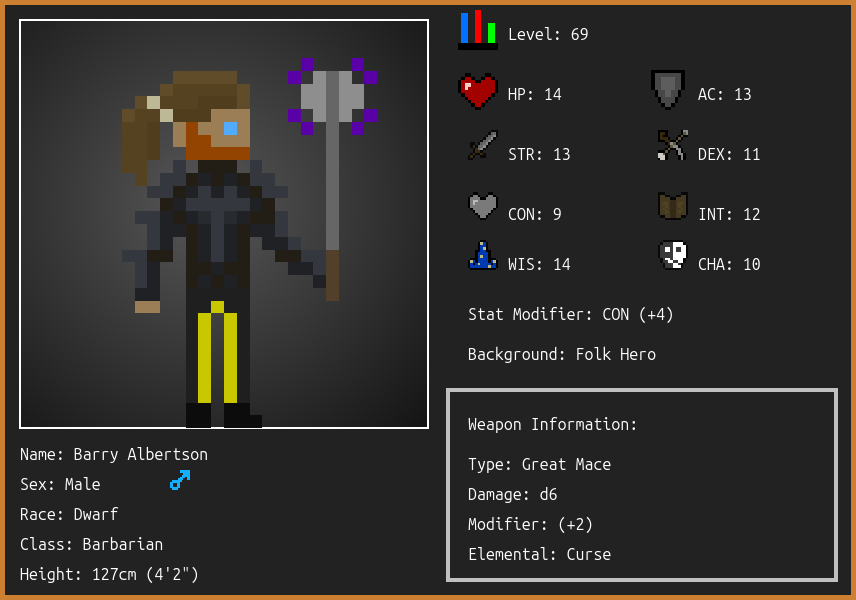 Level: 69
HP: 14
AC: 13
STR: 13
DEX: 11
CON: 9
INT: 12
WIS: 14
CHA: 10
Stat Modifier: CON (+4)
Background: Folk Hero
Weapon Information:
Type: Great Mace
Damage: d6
Modifier: (+2)
Elemental: Curse
Name: Barry Albertson
Sex: Male
Race: Dwarf
Class: Barbarian
Height: 127cm (4'2")